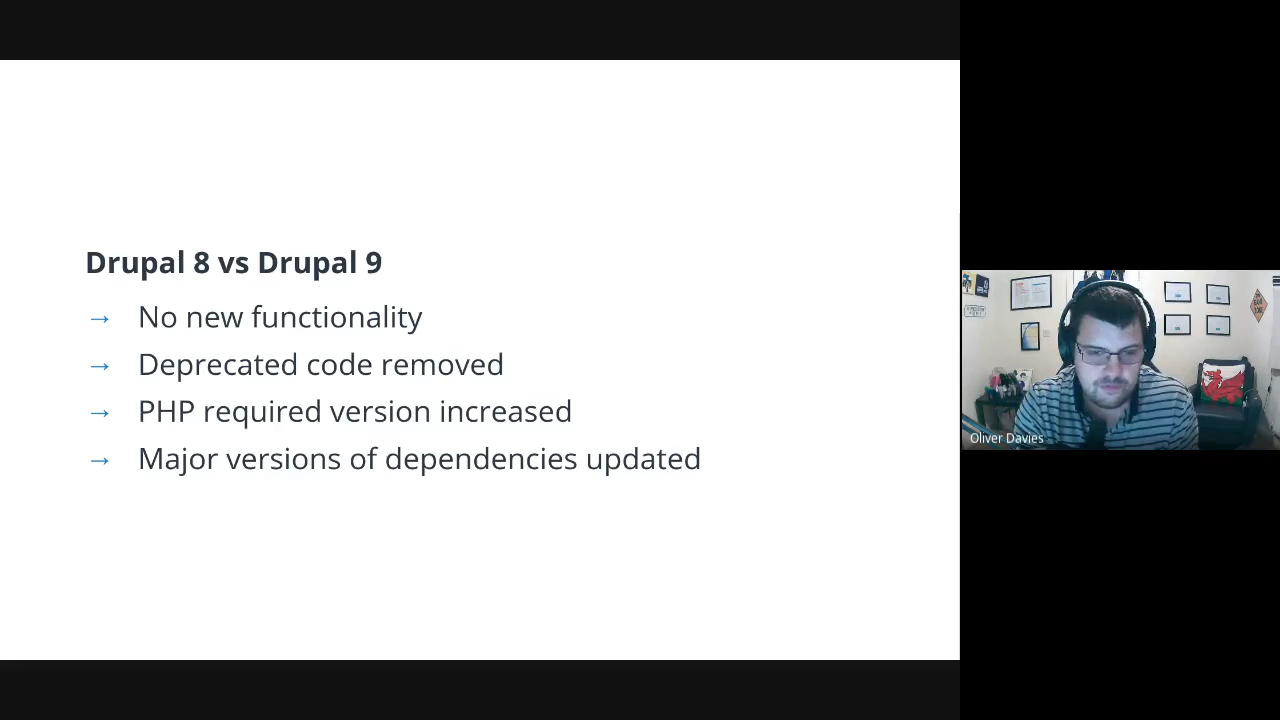 Drupal 8 vs Drupal 9
→ No new functionality
→ Deprecated code removed
→ PHP required version increased
→ Major versions of dependencies updated
Oliver Davies